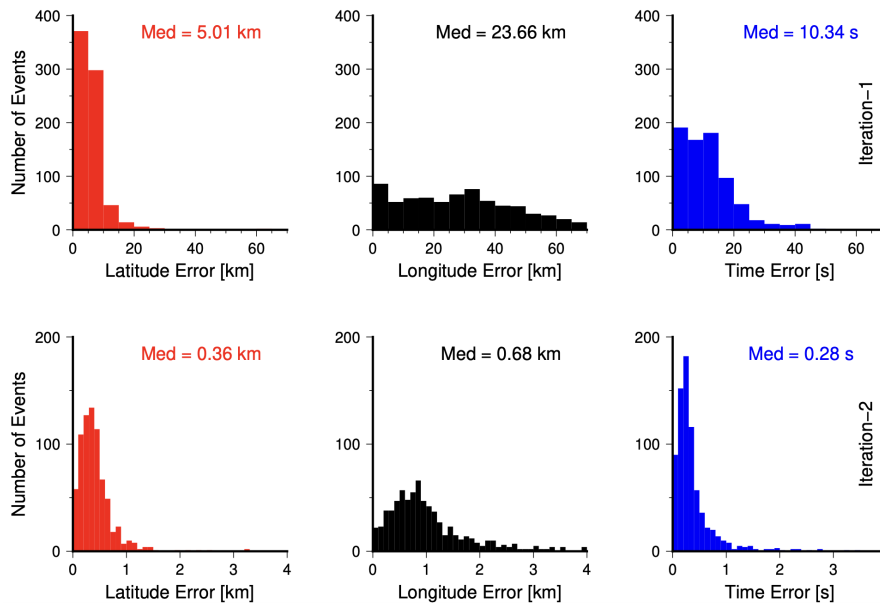 Med = 5.01 km
Number of Events
0
100
200
300
400
0 20 40 60
Latitude Error [km]
Med = 23.66 km
0
100
200
300
400
0 20 40 60
Longitude Error [km]
Med = 10.34 s
0
100
200
300
400
0 20 40 60
Time Error [s]
Iteration-1
Med = 0.36 km
Number of Events
0
100
200
0 1 2 3 4
Latitude Error [km]
Med = 0.68 km
0
100
200
0 1 2 3 4
Longitude Error [km]
Med = 0.28 s
0
100
200
0 1 2 3
Time Error [s]
Iteration-2